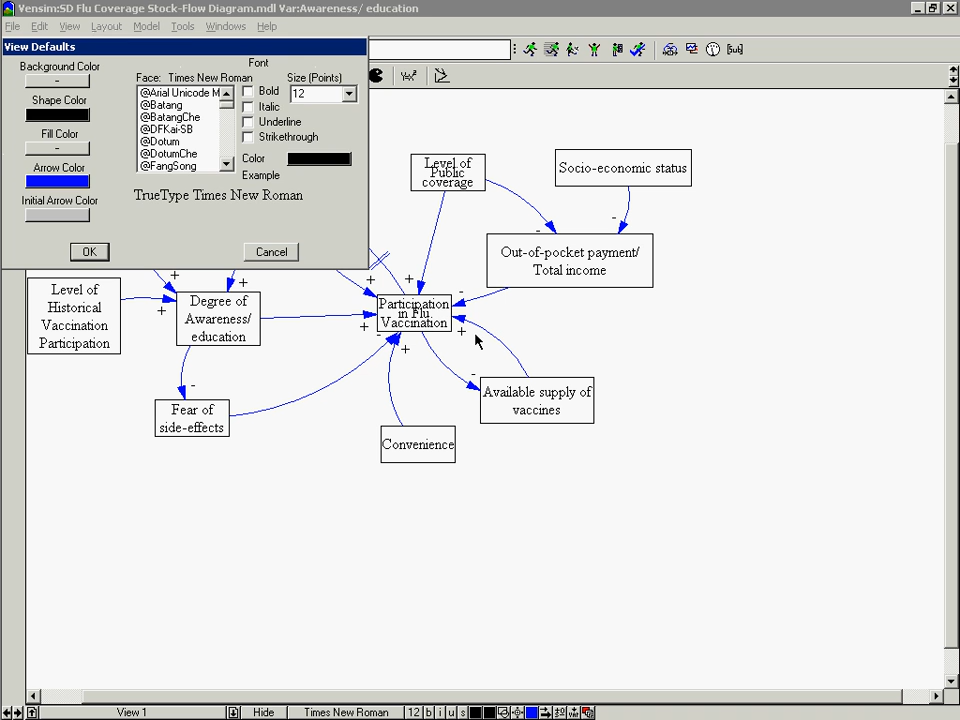 Vensim:SD Flu Coverage Stock-Flow Diagram.mdl Var:Awareness/ education
File Edit View Layout Model Tools Windows Help
View Defaults
Background Color
-
Shape Color
Fill Color
-
Arrow Color
Initial Arrow Color
Font
Face: Times New Roman
Size (Points)
@Arial Unicode M
@Batang
@BatangChe
@DFKai-SB
@Dotum
@DotumChe
@FangSong
Bold
Italic
Underline
Strikethrough
12
Color
Example
TrueType Times New Roman
OK
Cancel
Level of
Public
coverage
Socio-economic status
-
-
Out-of-pocket payment/
Total income
+
+
+
+
-
Level of
Historical
Vaccination
Participation
+
Degree of
Awareness/
education
Participation
in Flu.
Vaccination
+
-
+
+
-
-
Fear of
side-effects
Available supply of
vaccines
Convenience
View 1
Hide
Times New Roman
12 b i u s